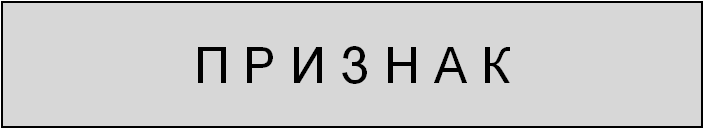 П Р И З Н А К